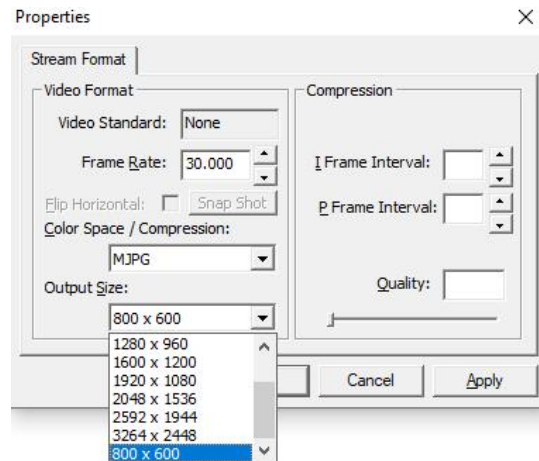 Properties
Stream Format
Video Format
Video Standard: None
Frame Rate: 30.000
Flip Horizontal: Snap Shot
Color Space / Compression:
MJPG
Output Size:
800 x 600
1280 x 960
1600 x 1200
1920 x 1080
2048 x 1536
2592 x 1944
3264 x 2448
800 x 600
Compression
I Frame Interval:
P Frame Interval:
Quality:
Cancel
Apply